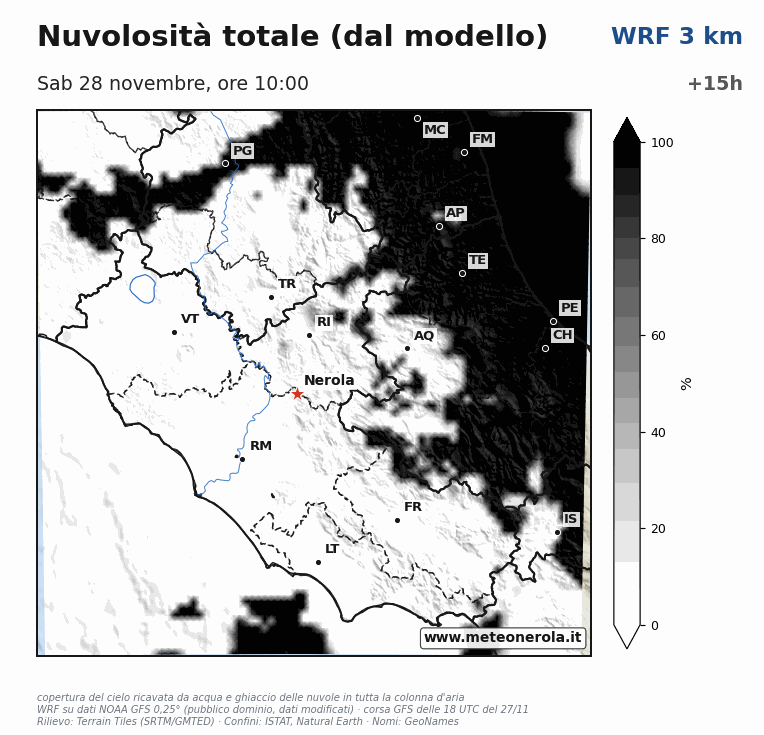 Nuvolosità totale (dal modello)
WRF 3 km
Sab 28 novembre, ore 10:00
+15h
MC
FM
PG
AP
TE
TR
PE
VT
RI
AQ
CH
Nerola
RM
FR
IS
LT
www.meteonerola.it
100
80
60
%
40
20
0
copertura del cielo ricavata da acqua e ghiaccio delle nuvole in tutta la colonna d'aria
WRF su dati NOAA GFS 0,25° (pubblico dominio, dati modificati) · corsa GFS delle 18 UTC del 27/11
Rilievo: Terrain Tiles (SRTM/GMTED) · Confini: ISTAT, Natural Earth · Nomi: GeoNames